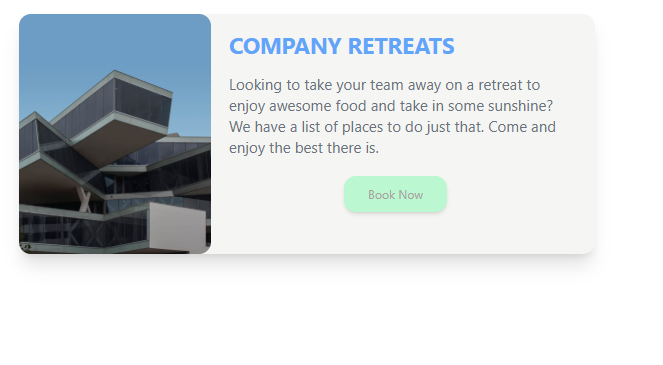 COMPANY RETREATS
Looking to take your team away on a retreat to
enjoy awesome food and take in some sunshine?
We have a list of places to do just that. Come and
enjoy the best there is.
Book Now